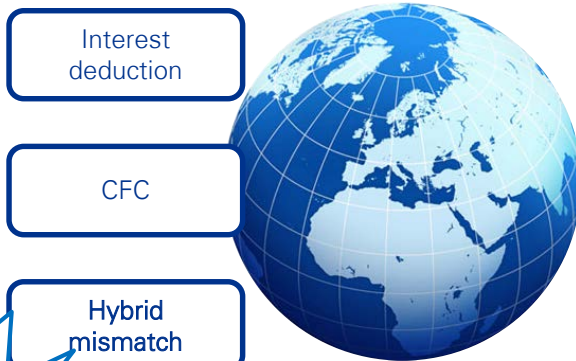 Interest
deduction
CFC
Hybrid
mismatch